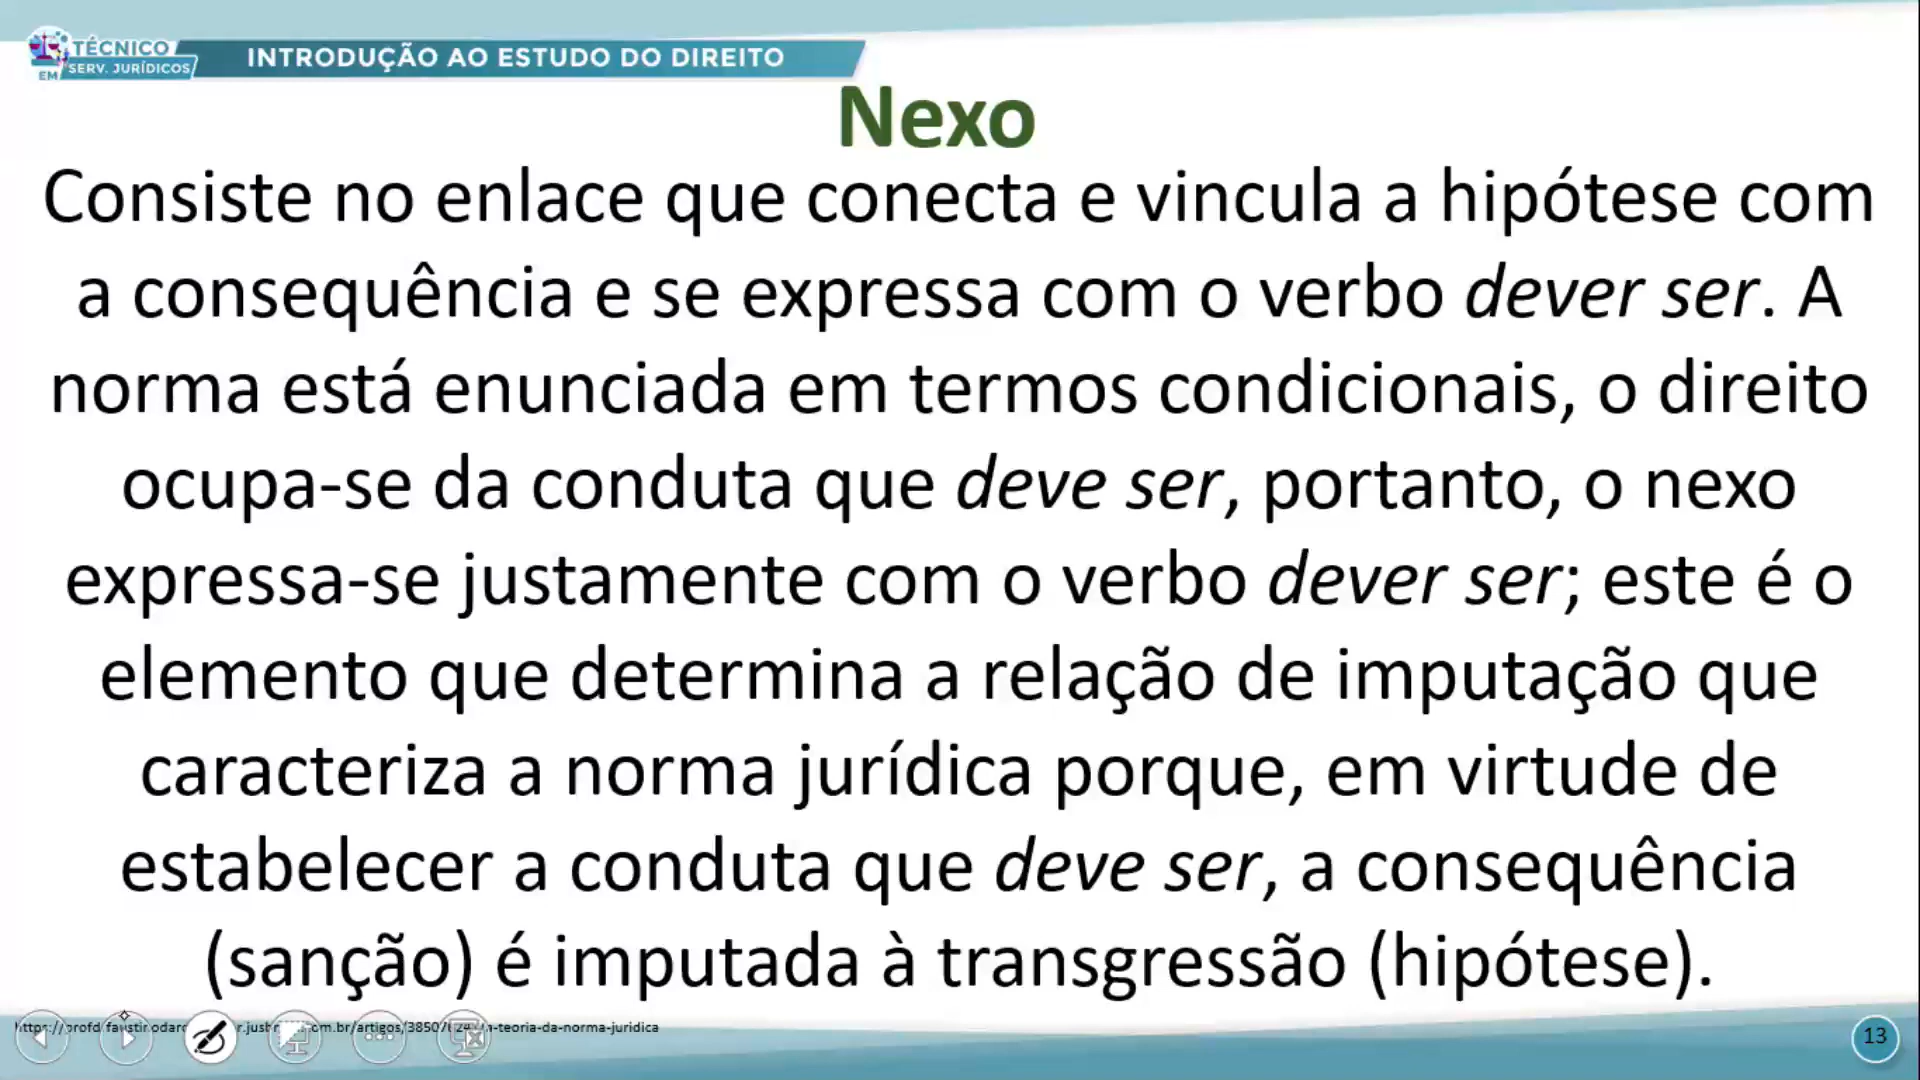 TÉCNICO
EM SERV. JURÍDICOS
INTRODUÇÃO AO ESTUDO DO DIREITO
Nexo
Consiste no enlace que conecta e vincula a hipótese com
a consequência e se expressa com o verbo dever ser. A
norma está enunciada em termos condicionais, o direito
ocupa-se da conduta que deve ser, portanto, o nexo
expressa-se justamente com o verbo dever ser; este é o
elemento que determina a relação de imputação que
caracteriza a norma jurídica porque, em virtude de
estabelecer a conduta que deve ser, a consequência
(sanção) é imputada à transgressão (hipótese).
-teoria-da-norma-juridica
13